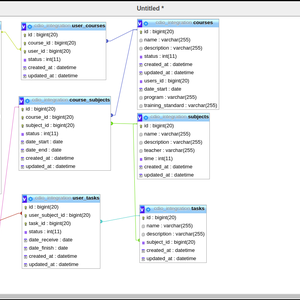 Untitled *
user_courses
id : bigint(20)
course_id : bigint(20)
user_id : bigint(20)
status : int(11)
created_at : datetime
updated_at : datetime
courses
id : bigint(20)
name : varchar(255)
description : varchar(255)
status : int(11)
created_at : datetime
updated_at : datetime
users_id : bigint(20)
date_start : date
program : varchar(255)
training_standard : varchar(255)
course_subjects
id : bigint(20)
course_id : bigint(20)
subject_id : bigint(20)
status : int(11)
date_start : date
date_end : date
created_at : datetime
updated_at : datetime
subjects
id : bigint(20)
name : varchar(255)
description : varchar(255)
teacher : varchar(255)
time : int(11)
created_at : datetime
updated_at : datetime
user_tasks
id : bigint(20)
user_subject_id : bigint(20)
task_id : bigint(20)
status : int(11)
date_receive : date
date_finish : date
created_at : datetime
updated_at : datetime
tasks
id : bigint(20)
name : varchar(255)
description : varchar(255)
subject_id : bigint(20)
created_at : datetime
updated_at : datetime